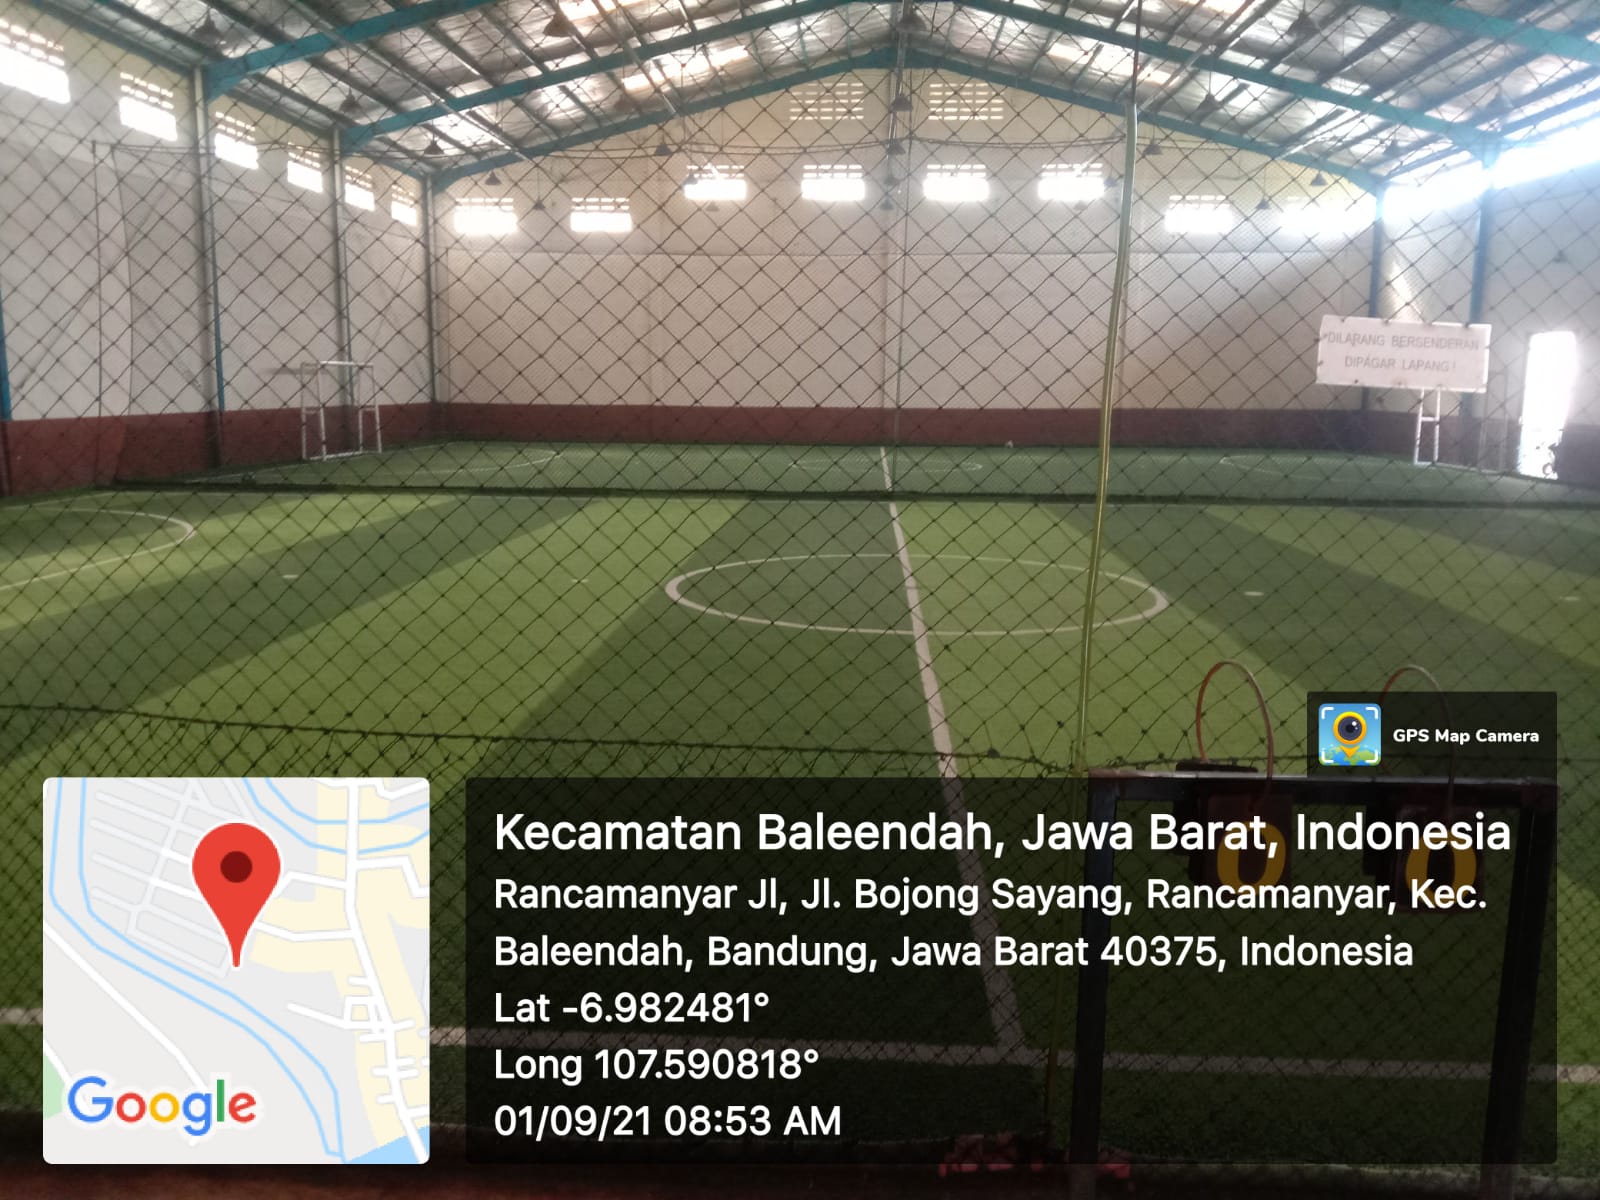 "DILARANG BERSENDERAN
DIPAGAR LAPANG!
GPS Map Camera
Kecamatan Baleendah, Jawa Barat, Indonesia
Rancamanyar Jl, Jl. Bojong Sayang, Rancamanyar, Kec.
Baleendah, Bandung, Jawa Barat 40375, Indonesia
Lat -6.982481°
Long 107.590818°
01/09/21 08:53 AM
0 0
Google